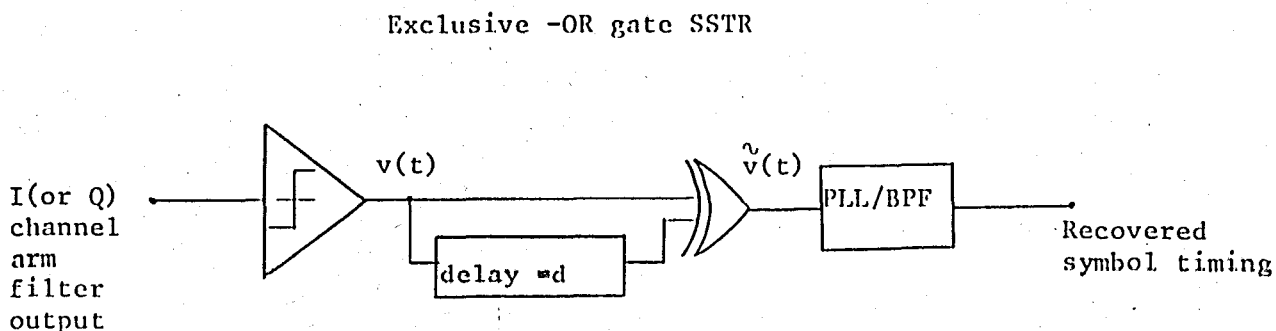 Exclusive -OR gate SSTR
I(or Q)
channel
arm
filter
output
v(t)
delay =d
ṽ(t)
PLL/BPF
Recovered
symbol timing